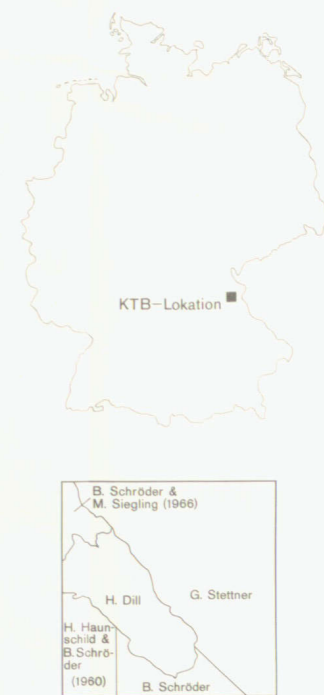 KTB-Lokation
B. Schröder &
M. Siegling (1966)
H. Dill
G. Stettner
H. Haun-
schild &
B.Schrö-
der
(1960)
B. Schröder